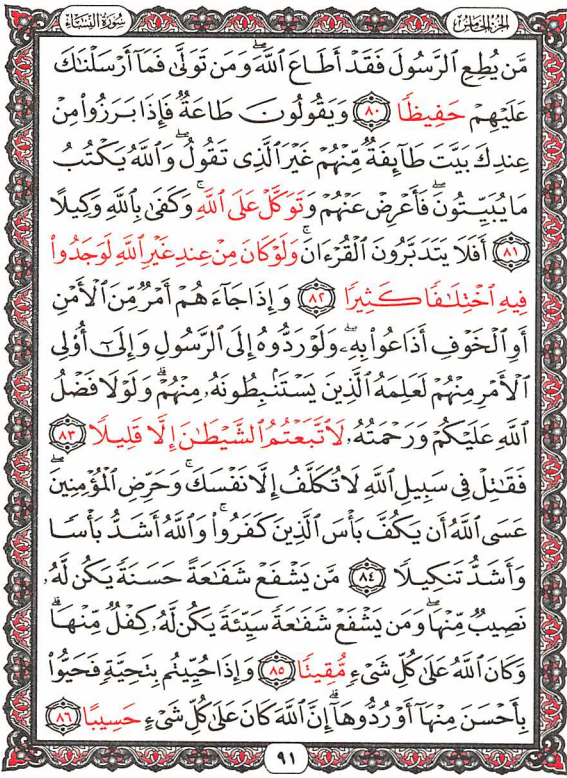 الجزء الخامس
سورة النساء
مَّن يُطِعِ ٱلرَّسُولَ فَقَدْ أَطَاعَ ٱللَّهَ ۖ وَمَن تَوَلَّىٰ فَمَآ أَرْسَلْنَٰكَ
عَلَيْهِمْ حَفِيظًا ٨٠ وَيَقُولُونَ طَاعَةٌ فَإِذَا بَرَزُوا۟ مِنْ
عِندِكَ بَيَّتَ طَآئِفَةٌ مِّنْهُمْ غَيْرَ ٱلَّذِى تَقُولُ ۖ وَٱللَّهُ يَكْتُبُ
مَا يُبَيِّتُونَ ۖ فَأَعْرِضْ عَنْهُمْ وَتَوَكَّلْ عَلَى ٱللَّهِ ۚ وَكَفَىٰ بِٱللَّهِ وَكِيلًا
٨١ أَفَلَا يَتَدَبَّرُونَ ٱلْقُرْءَانَ ۚ وَلَوْ كَانَ مِنْ عِندِ غَيْرِ ٱللَّهِ لَوَجَدُوا۟
فِيهِ ٱخْتِلَٰفًا كَثِيرًا ٨٢ وَإِذَا جَآءَهُمْ أَمْرٌ مِّنَ ٱلْأَمْنِ
أَوِ ٱلْخَوْفِ أَذَاعُوا۟ بِهِۦ ۖ وَلَوْ رَدُّوهُ إِلَى ٱلرَّسُولِ وَإِلَىٰٓ أُو۟لِى
ٱلْأَمْرِ مِنْهُمْ لَعَلِمَهُ ٱلَّذِينَ يَسْتَنۢبِطُونَهُۥ مِنْهُمْ ۗ وَلَوْلَا فَضْلُ
ٱللَّهِ عَلَيْكُمْ وَرَحْمَتُهُۥ لَٱتَّبَعْتُمُ ٱلشَّيْطَٰنَ إِلَّا قَلِيلًا ٨٣
فَقَٰتِلْ فِى سَبِيلِ ٱللَّهِ لَا تُكَلَّفُ إِلَّا نَفْسَكَ ۚ وَحَرِّضِ ٱلْمُؤْمِنِينَ ۖ
عَسَى ٱللَّهُ أَن يَكُفَّ بَأْسَ ٱلَّذِينَ كَفَرُوا۟ ۚ وَٱللَّهُ أَشَدُّ بَأْسًا
وَأَشَدُّ تَنكِيلًا ٨٤ مَّن يَشْفَعْ شَفَٰعَةً حَسَنَةً يَكُن لَّهُۥ
نَصِيبٌ مِّنْهَا ۖ وَمَن يَشْفَعْ شَفَٰعَةً سَيِّئَةً يَكُن لَّهُۥ كِفْلٌ مِّنْهَا ۗ
وَكَانَ ٱللَّهُ عَلَىٰ كُلِّ شَىْءٍ مُّقِيتًا ٨٥ وَإِذَا حُيِّيتُم بِتَحِيَّةٍ فَحَيُّوا۟
بِأَحْسَنَ مِنْهَآ أَوْ رُدُّوهَآ ۗ إِنَّ ٱللَّهَ كَانَ عَلَىٰ كُلِّ شَىْءٍ حَسِيبًا ٨٦
٩١